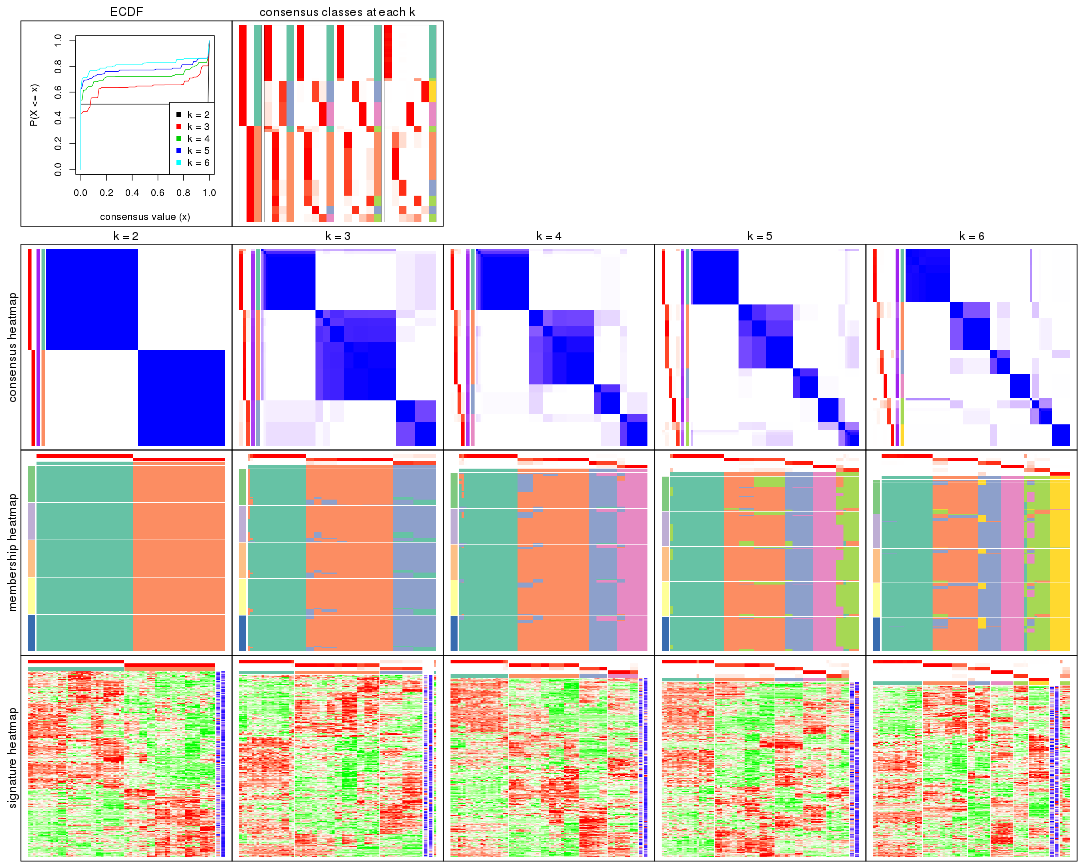 ECDF
consensus classes at each k
P(X <= x)
0.0 0.2 0.4 0.6 0.8 1.0
k = 2
k = 3
k = 4
k = 5
k = 6
0.0 0.2 0.4 0.6 0.8 1.0
consensus value (x)
k = 2
k = 3
k = 4
k = 5
k = 6
consensus heatmap
membership heatmap
signature heatmap